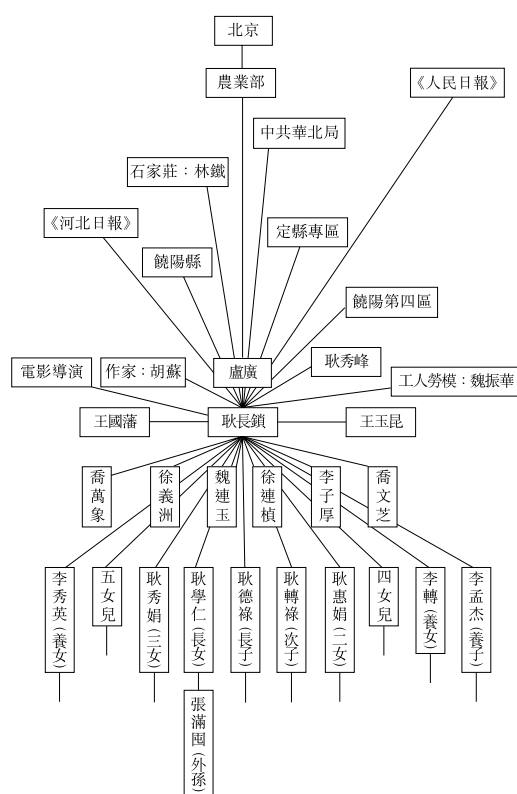 北京
農業部
《人民日報》
中共華北局
石家莊：林鐵
《河北日報》
定縣專區
饒陽縣
饒陽第四區
耿秀峰
盧廣
電影導演
作家：胡蘇
工人勞模：魏振華
王國藩
耿長鎖
王玉昆
喬萬象
徐義洲
魏連玉
徐連楨
李子厚
喬文芝
李秀英（養女）
五女兒
耿秀娟（三女）
耿學仁（長女）
耿德祿（長子）
耿轉祿（次子）
耿惠娟（二女）
四女兒
李轉（養女）
李孟杰（養子）
張滿囤（外孫）